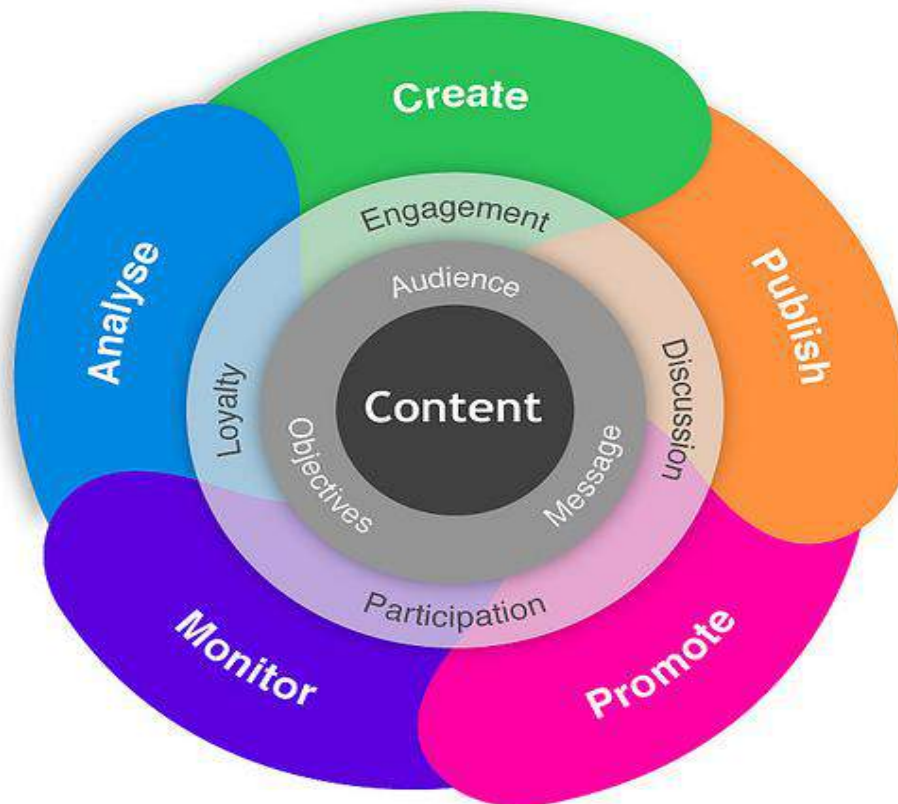 Create
Publish
Promote
Monitor
Analyse
Engagement
Discussion
Participation
Loyalty
Audience
Message
Objectives
Content